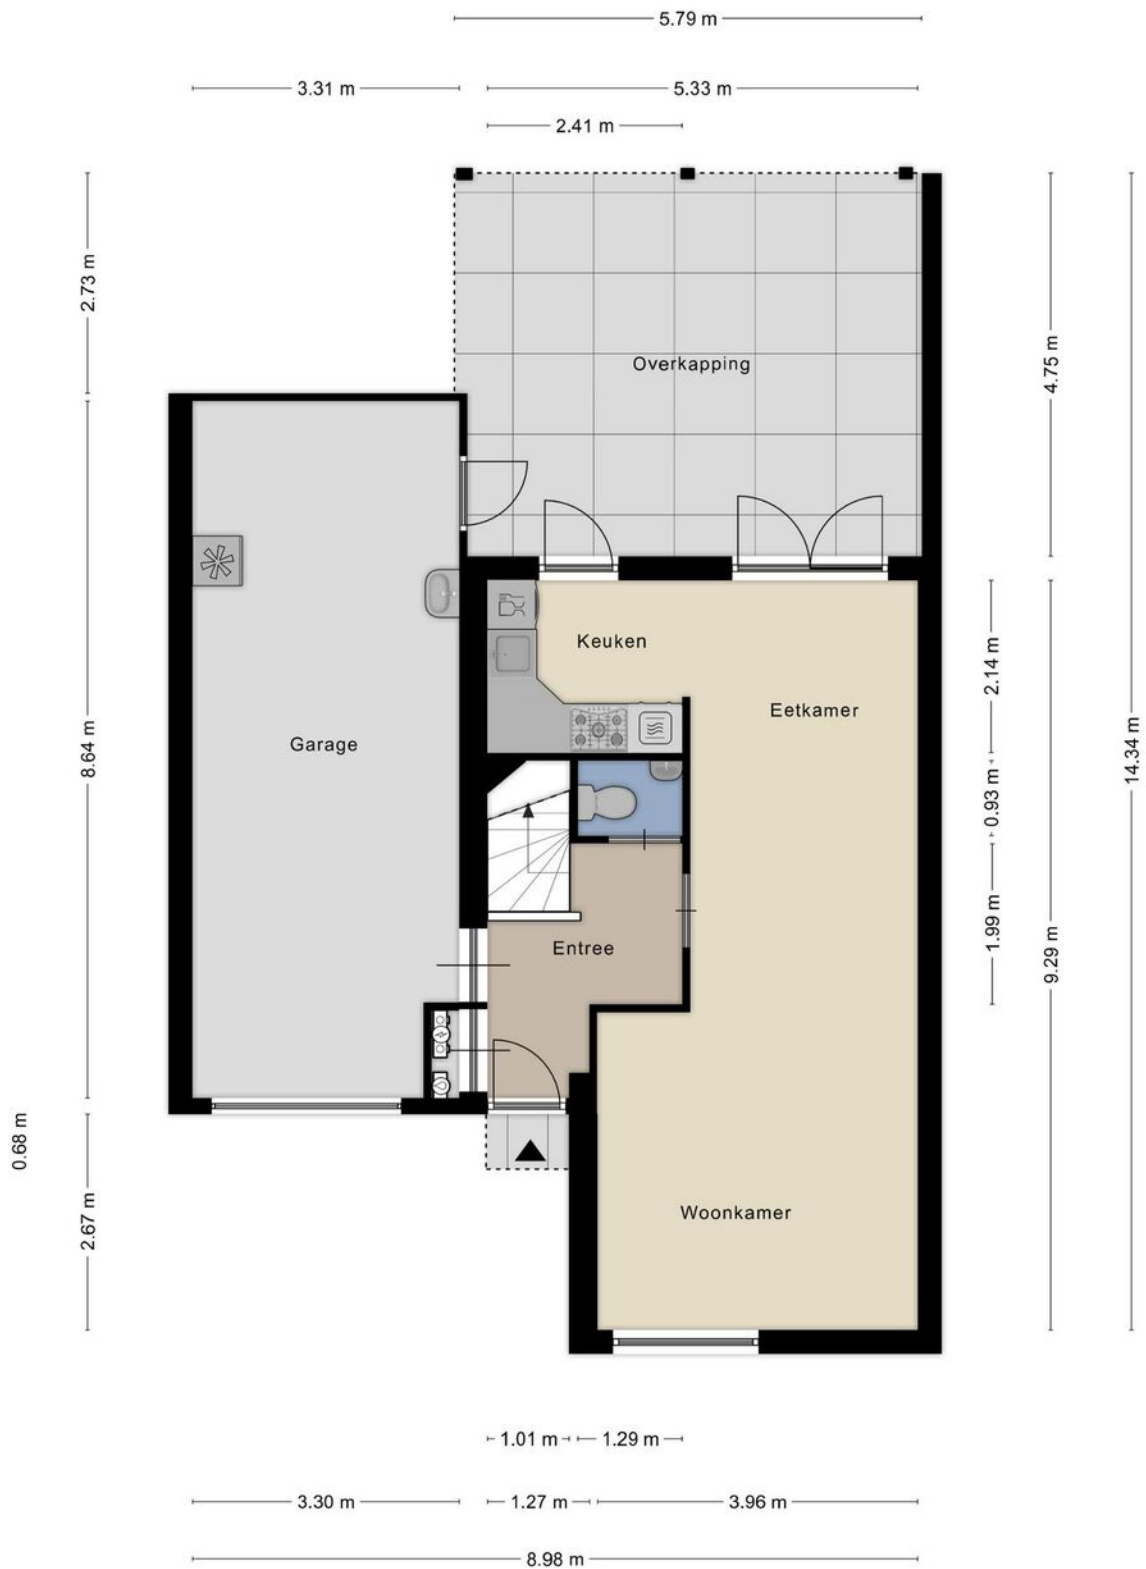 5.79 m
3.31 m
5.33 m
2.41 m
2.73 m
4.75 m
Overkapping
14.34 m
Keuken
2.14 m
Eetkamer
Garage
8.64 m
0.93 m
1.99 m
9.29 m
Entree
0.68 m
2.67 m
Woonkamer
1.01 m
1.29 m
3.30 m
1.27 m
3.96 m
8.98 m